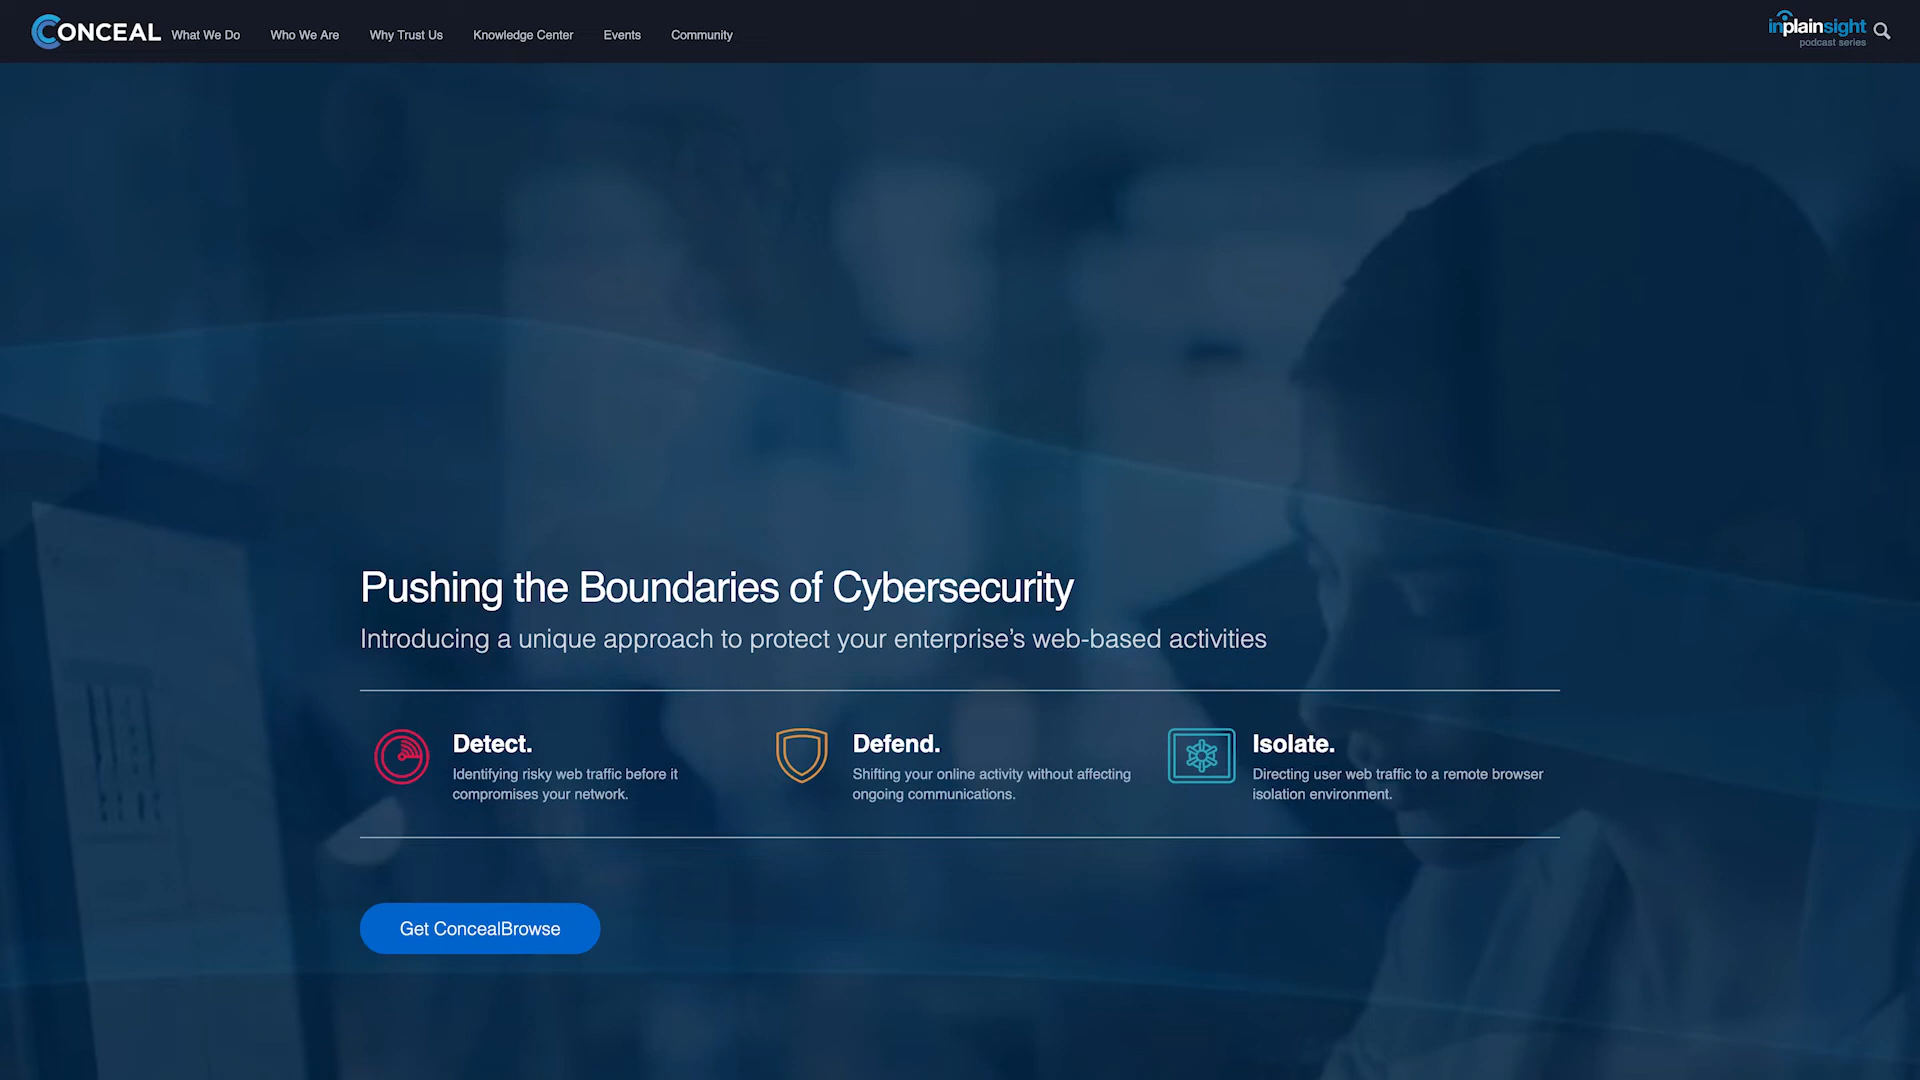 CONCEAL
What We Do
Who We Are
Why Trust Us
Knowledge Center
Events
Community
inplainsight
podcast series
Pushing the Boundaries of Cybersecurity
Introducing a unique approach to protect your enterprise’s web-based activities
Detect.
Identifying risky web traffic before it
compromises your network.
Defend.
Shifting your online activity without affecting
ongoing communications.
Isolate.
Directing user web traffic to a remote browser
isolation environment.
Get ConcealBrowse